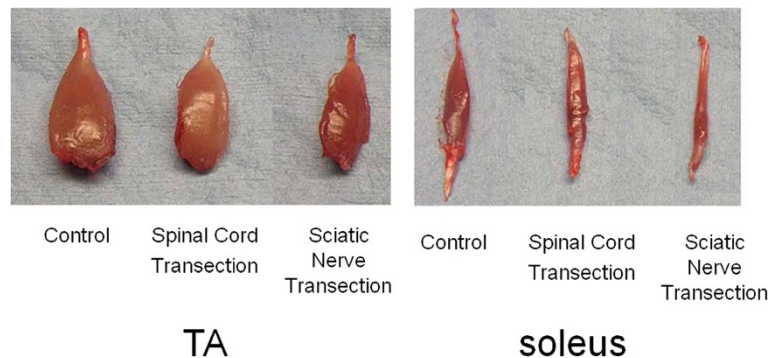 Control
Spinal Cord
Transection
Sciatic
Nerve
Transection
TA
Control
Spinal Cord
Transection
Sciatic
Nerve
Transection
soleus